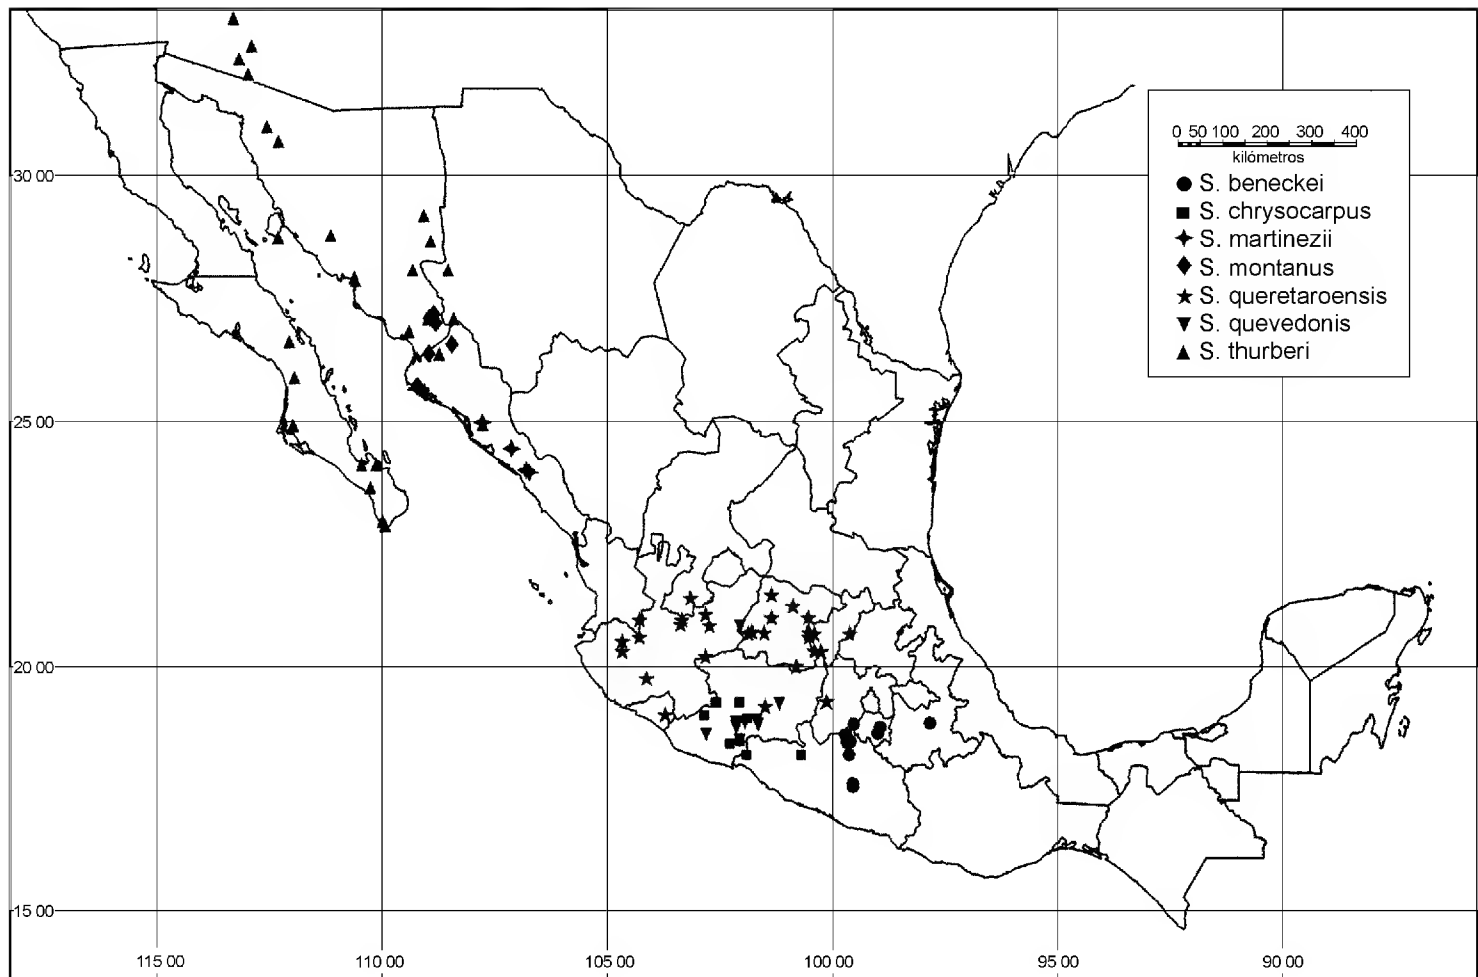 0 50 100 200 300 400
kilómetros
S. beneckei
S. chrysocarpus
S. martinezii
S. montanus
S. queretaroensis
S. quevedonis
S. thurberi
30 00
25 00
20 00
15 00
115 00 110 00 105 00 100 00 95 00 90 00